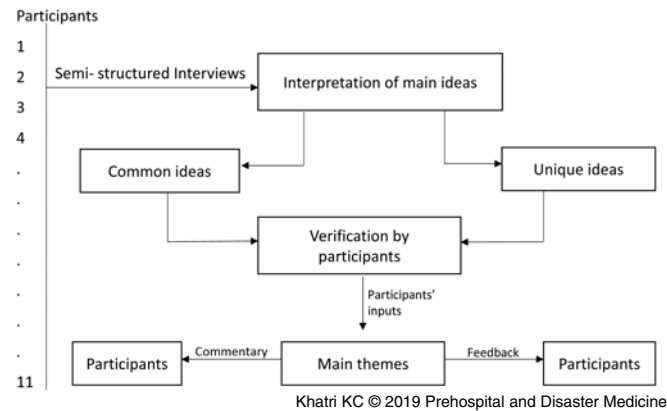 Participants
1
2
3
4
.
.
.
.
.
.
.
11
Semi- structured Interviews
Interpretation of main ideas
Common ideas
Unique ideas
Verification by
participants
Participants'
inputs
Participants
Commentary
Main themes
Feedback
Participants
Khatri KC © 2019 Prehospital and Disaster Medicine